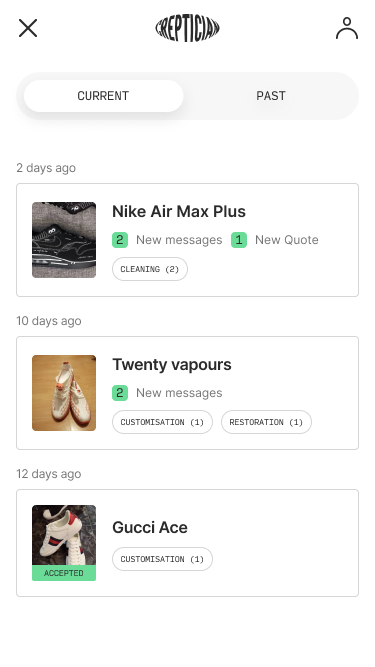 REPTICIAN
CURRENT PAST
2 days ago
Nike Air Max Plus
2 New messages 1 New Quote
CLEANING (2)
10 days ago
Twenty vapours
2 New messages
CUSTOMISATION (1) RESTORATION (1)
12 days ago
Gucci Ace
CUSTOMISATION (1)
ACCEPTED